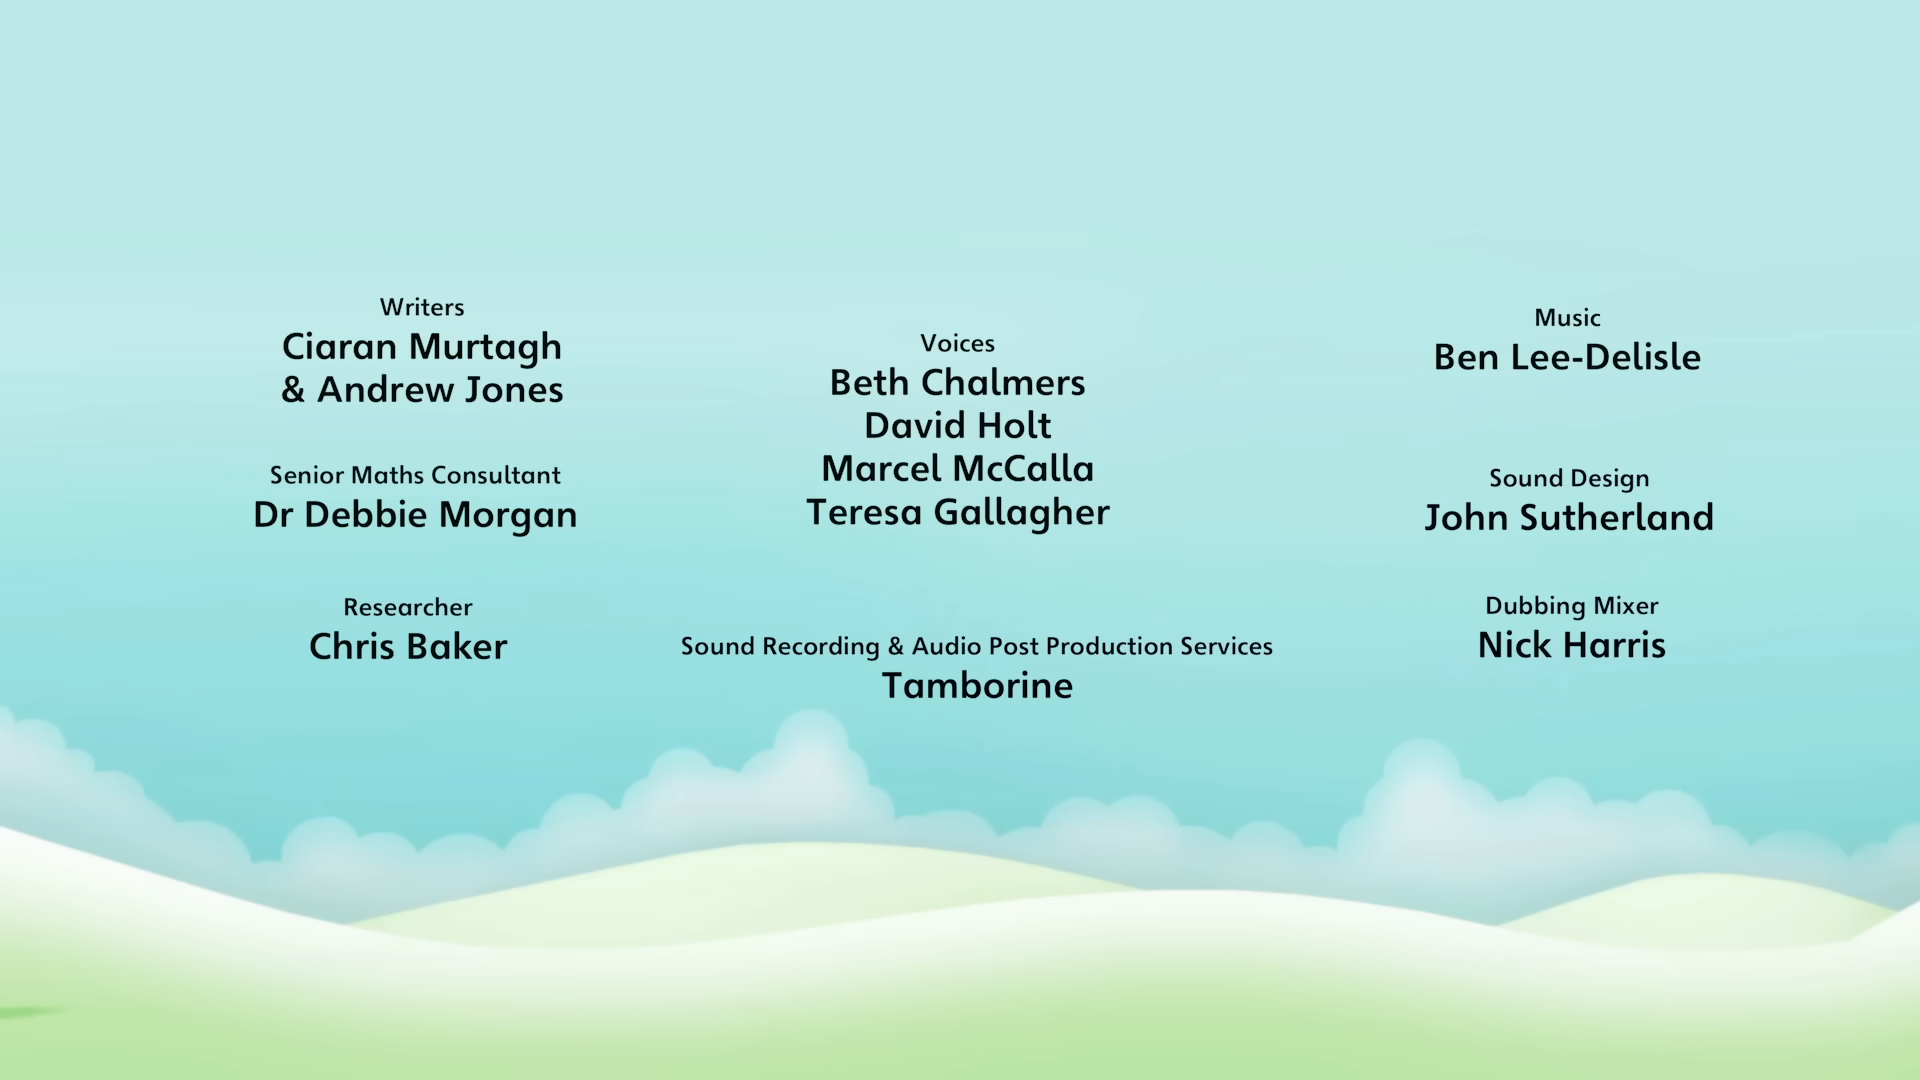 Writers
Ciaran Murtagh
& Andrew Jones
Senior Maths Consultant
Dr Debbie Morgan
Researcher
Chris Baker
Voices
Beth Chalmers
David Holt
Marcel McCalla
Teresa Gallagher
Sound Recording & Audio Post Production Services
Tamborine
Music
Ben Lee-Delisle
Sound Design
John Sutherland
Dubbing Mixer
Nick Harris